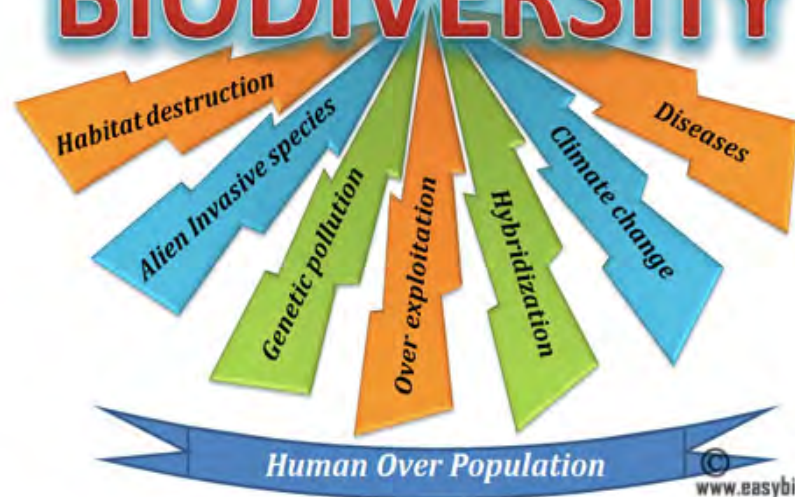 BIODIVERSITY
Habitat destruction
Alien Invasive species
Genetic pollution
Over exploitation
Hybridization
Climate change
Diseases
Human Over Population
©
www.easybi